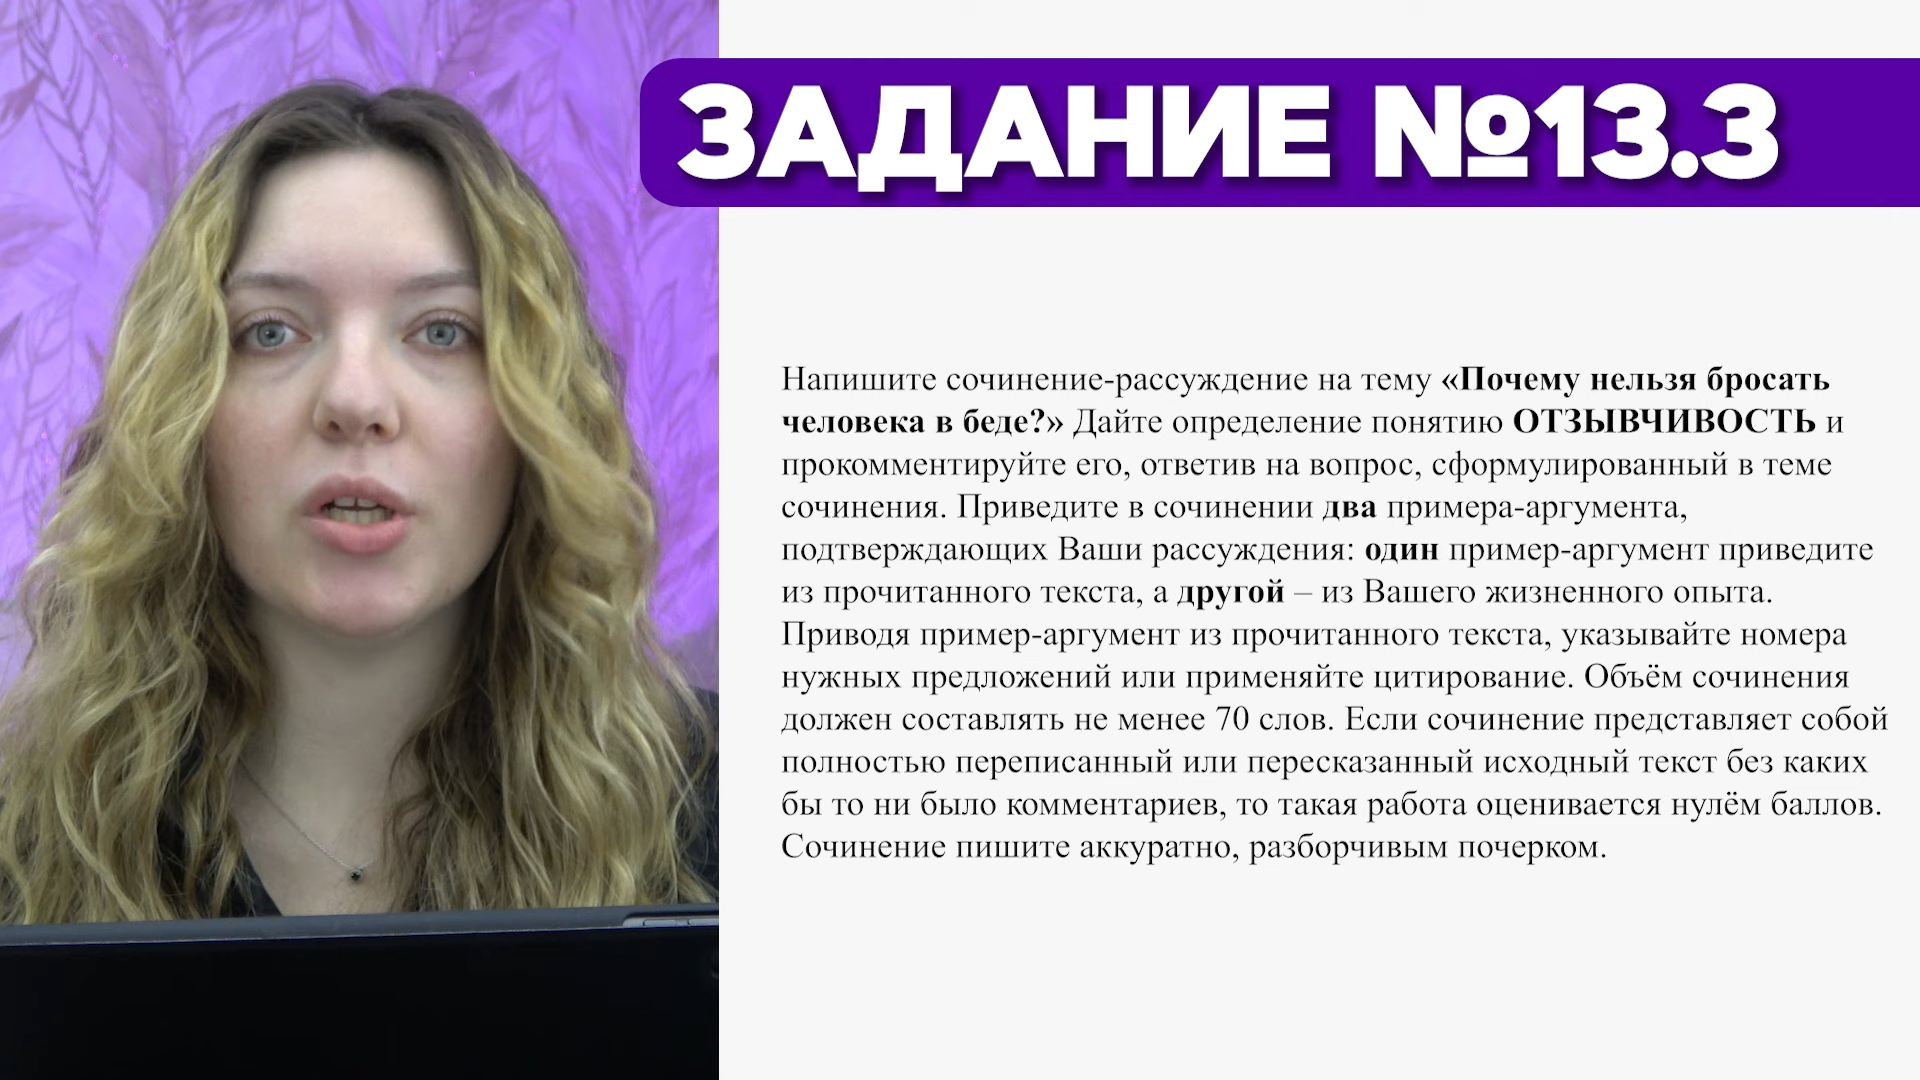 ЗАДАНИЕ №13.3
Напишите сочинение-рассуждение на тему «Почему нельзя бросать
человека в беде?» Дайте определение понятию ОТЗЫВЧИВОСТЬ и
прокомментируйте его, ответив на вопрос, сформулированный в теме
сочинения. Приведите в сочинении два примера-аргумента,
подтверждающих Ваши рассуждения: один пример-аргумент приведите
из прочитанного текста, а другой – из Вашего жизненного опыта.
Приводя пример-аргумент из прочитанного текста, указывайте номера
нужных предложений или применяйте цитирование. Объём сочинения
должен составлять не менее 70 слов. Если сочинение представляет собой
полностью переписанный или пересказанный исходный текст без каких
бы то ни было комментариев, то такая работа оценивается нулём баллов.
Сочинение пишите аккуратно, разборчивым почерком.